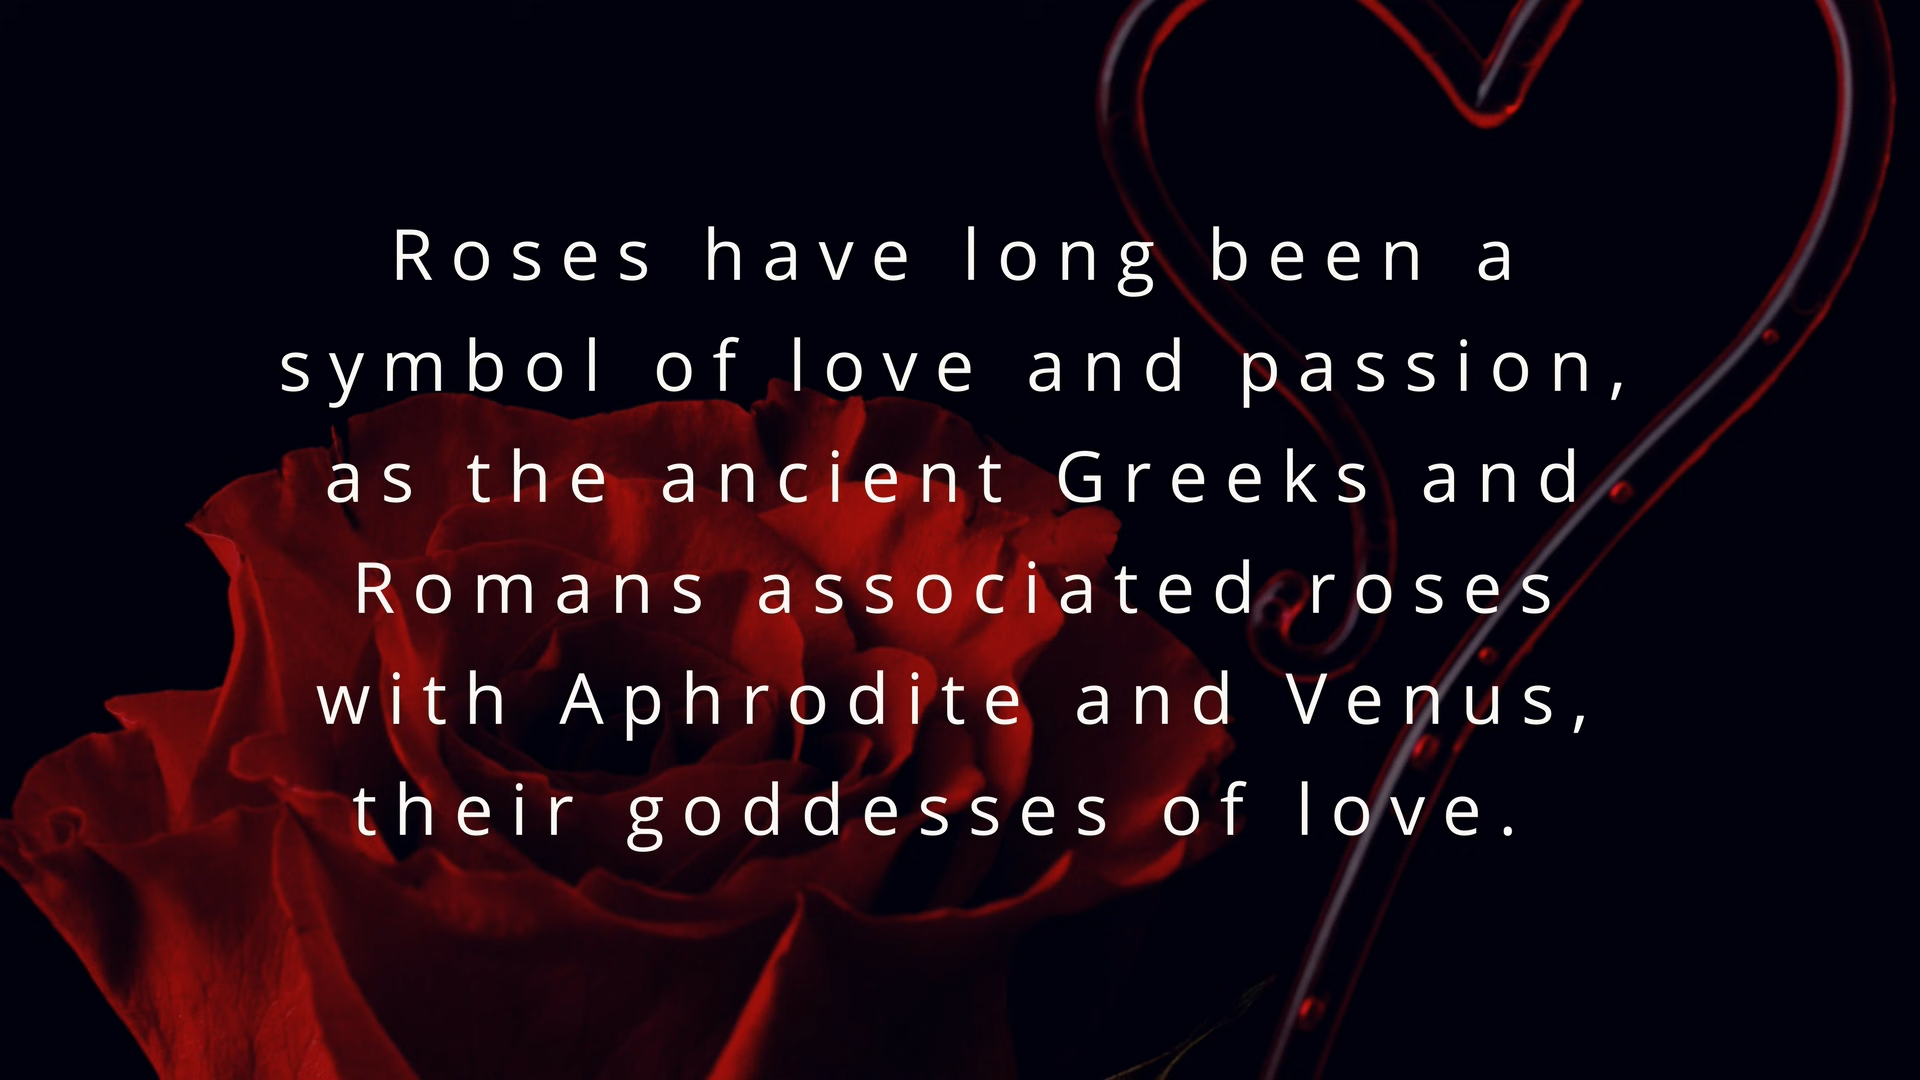 Roses have long been a
symbol of love and passion,
as the ancient Greeks and
Romans associated roses
with Aphrodite and Venus,
their goddesses of love.